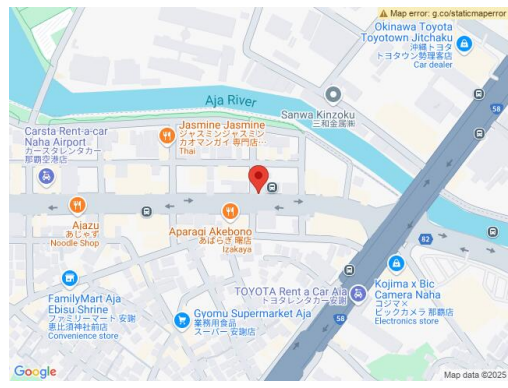 Map error: g.co/staticmaperror
Okinawa Toyota
Toyotown Jitchaku
沖縄トヨタ
トヨタウン勢理客店
Car dealer
58
Aja River
Sanwa Kinzoku
三和金属㈱
Jasmine Jasmine
ジャスミンジャスミン
カオマンガイ 専門店
Thai
Carsta Rent-a-car
Naha Airport
カースタレンタカー
那覇空港店
Ajazu
あじゃず
Noodle Shop
Aparagi Akebono
あぱらぎ 曙店
Izakaya
82
TOYOTA Rent a Car Aja
トヨタレンタカー安謝
Kojima x Bic
Camera Naha
コジマ×
ビックカメラ 那覇店
Electronics store
FamilyMart Aja
Ebisu Shrine
ファミリーマート 安謝
恵比須神社前店
Convenience store
Gyomu Supermarket Aja
業務用食品
スーパー 安謝店
58
Google
Map data ©2025